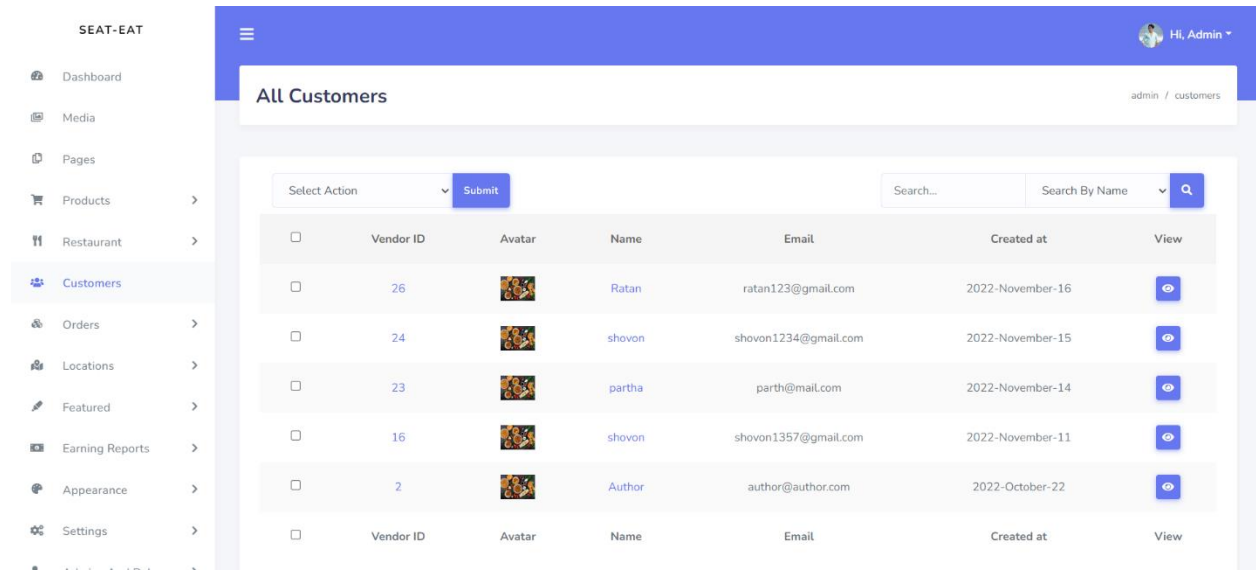 SEAT-EAT
Hi, Admin
Dashboard
Media
Pages
Products
Restaurant
Customers
Orders
Locations
Featured
Earning Reports
Appearance
Settings
All Customers
admin / customers
Select Action
Submit
Search...
Search By Name
Vendor ID Avatar Name Email Created at View
26 Ratan ratan123@gmail.com 2022-November-16
24 shovon shovon1234@gmail.com 2022-November-15
23 partha parth@mail.com 2022-November-14
16 shovon shovon1357@gmail.com 2022-November-11
2 Author author@author.com 2022-October-22
Vendor ID Avatar Name Email Created at View